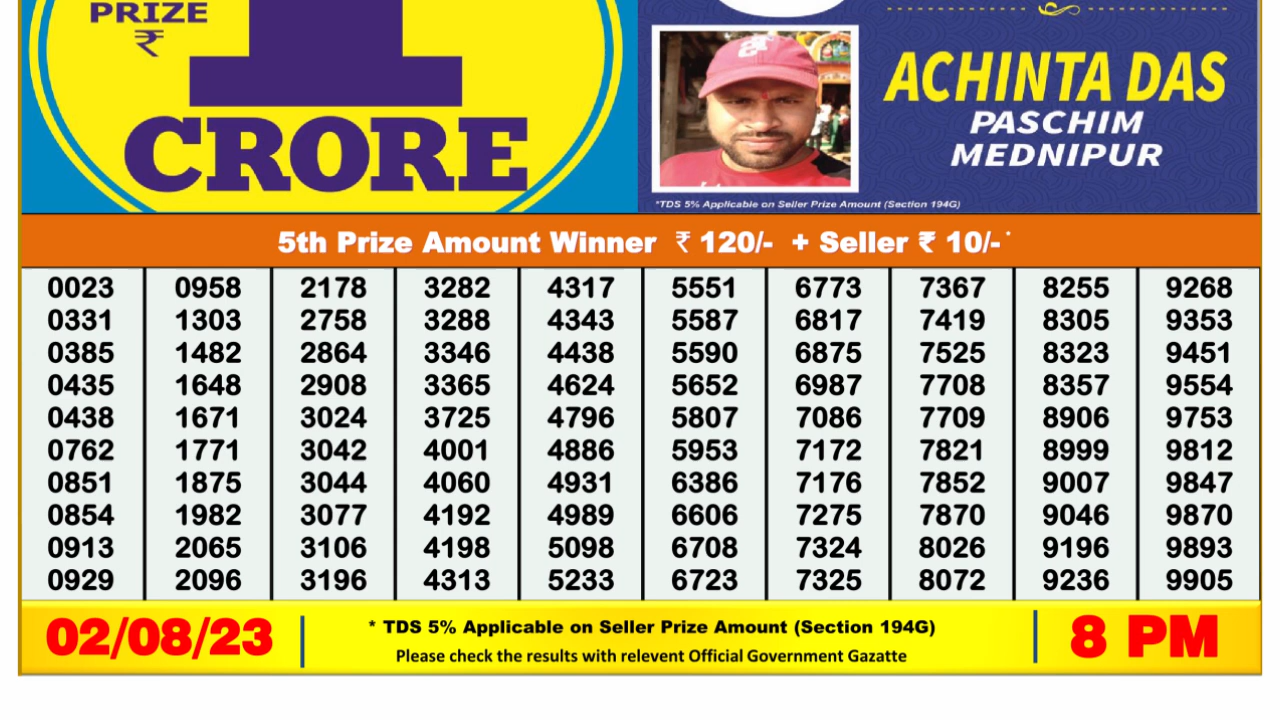 PRIZE
₹
1
CRORE
ACHINTA DAS
PASCHIM
MEDNIPUR
*TDS 5% Applicable on Seller Prize Amount (Section 194G)
5th Prize Amount Winner ₹ 120/- + Seller ₹ 10/-*
0023 0958 2178 3282 4317 5551 6773 7367 8255 9268
0331 1303 2758 3288 4343 5587 6817 7419 8305 9353
0385 1482 2864 3346 4438 5590 6875 7525 8323 9451
0435 1648 2908 3365 4624 5652 6987 7708 8357 9554
0438 1671 3024 3725 4796 5807 7086 7709 8906 9753
0762 1771 3042 4001 4886 5953 7172 7821 8999 9812
0851 1875 3044 4060 4931 6386 7176 7852 9007 9847
0854 1982 3077 4192 4989 6606 7275 7870 9046 9870
0913 2065 3106 4198 5098 6708 7324 8026 9196 9893
0929 2096 3196 4313 5233 6723 7325 8072 9236 9905
02/08/23
* TDS 5% Applicable on Seller Prize Amount (Section 194G)
Please check the results with relevent Official Government Gazatte
8 PM